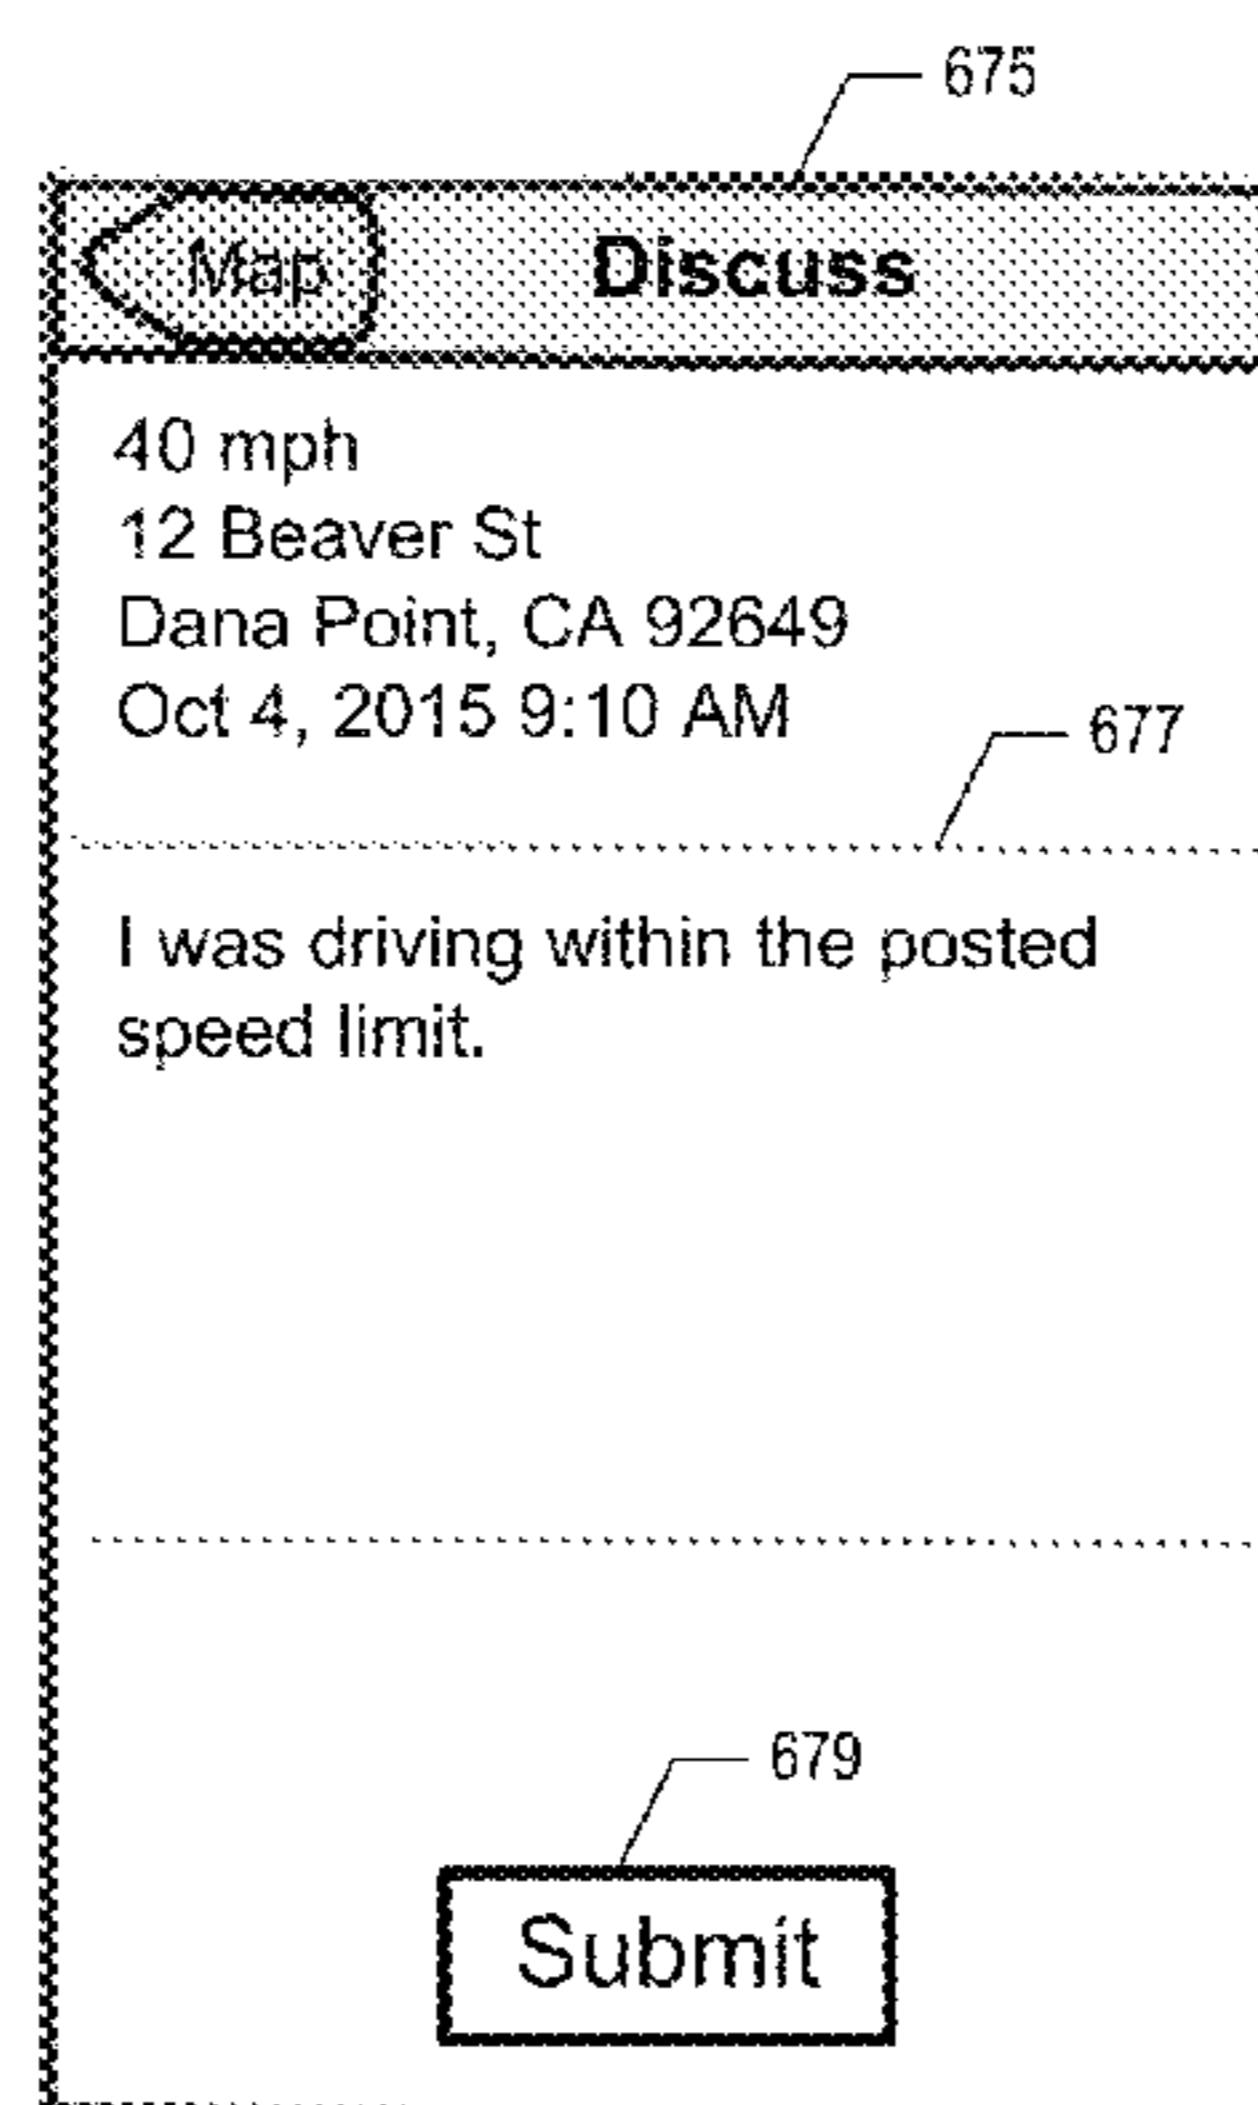 675
Map
Discuss
40 mph
12 Beaver St
Dana Point, CA 92649
Oct 4, 2015 9:10 AM
677
I was driving within the posted
speed limit.
679
Submit